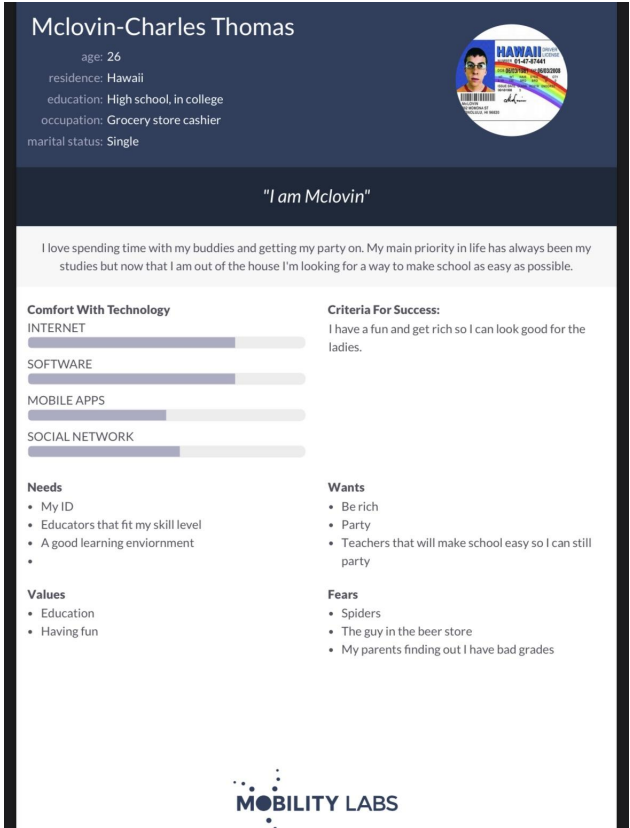 Mclovin-Charles Thomas
age: 26
residence: Hawaii
education: High school, in college
occupation: Grocery store cashier
marital status: Single
HAWAII DRIVER
LICENSE
NUMBER 01-47-87441
06/03/1981 06/03/2008
McLOVIN
"I am Mclovin"
I love spending time with my buddies and getting my party on. My main priority in life has always been my
studies but now that I am out of the house I'm looking for a way to make school as easy as possible.
Comfort With Technology
INTERNET
SOFTWARE
MOBILE APPS
SOCIAL NETWORK
Criteria For Success:
I have a fun and get rich so I can look good for the
ladies.
Needs
• My ID
• Educators that fit my skill level
• A good learning enviornment
•
Wants
• Be rich
• Party
• Teachers that will make school easy so I can still
party
Values
• Education
• Having fun
Fears
• Spiders
• The guy in the beer store
• My parents finding out I have bad grades
MOBILITY LABS